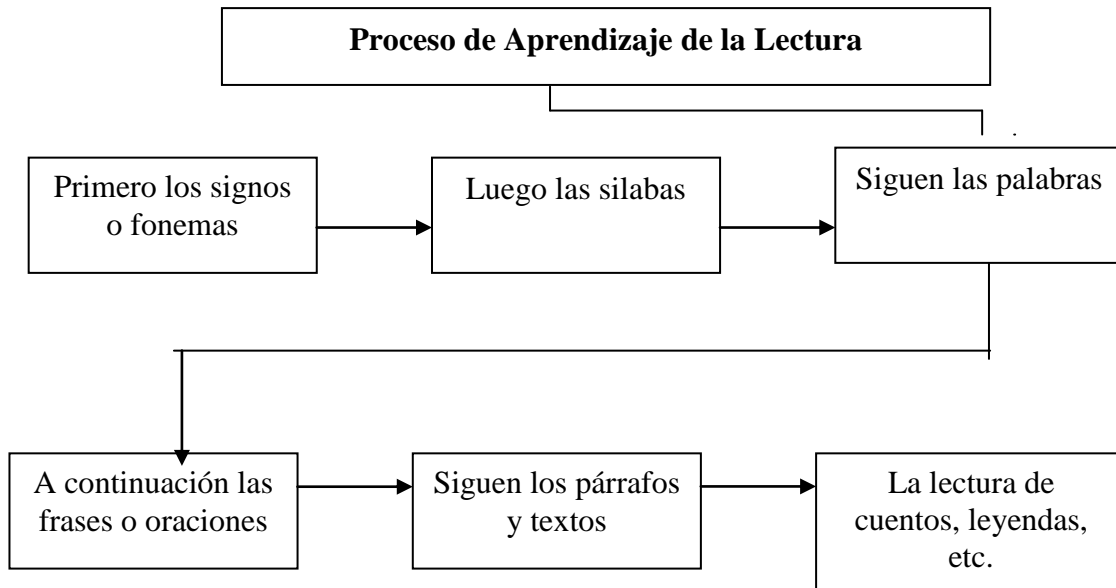 Proceso de Aprendizaje de la Lectura
Primero los signos
o fonemas
Luego las silabas
Siguen las palabras
A continuación las
frases o oraciones
Siguen los párrafos
y textos
La lectura de
cuentos, leyendas,
etc.